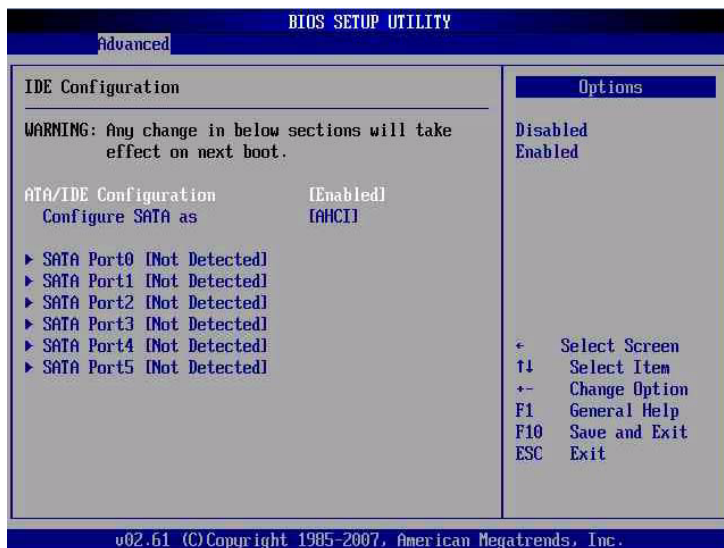 BIOS SETUP UTILITY
Advanced
IDE Configuration
WARNING: Any change in below sections will take
effect on next boot.
ATA/IDE Configuration [Enabled]
Configure SATA as [AHCI]
▶ SATA Port0 [Not Detected]
▶ SATA Port1 [Not Detected]
▶ SATA Port2 [Not Detected]
▶ SATA Port3 [Not Detected]
▶ SATA Port4 [Not Detected]
▶ SATA Port5 [Not Detected]
Options
Disabled
Enabled
← Select Screen
↑↓ Select Item
+- Change Option
F1 General Help
F10 Save and Exit
ESC Exit
v02.61 (C)Copyright 1985-2007, American Megatrends, Inc.